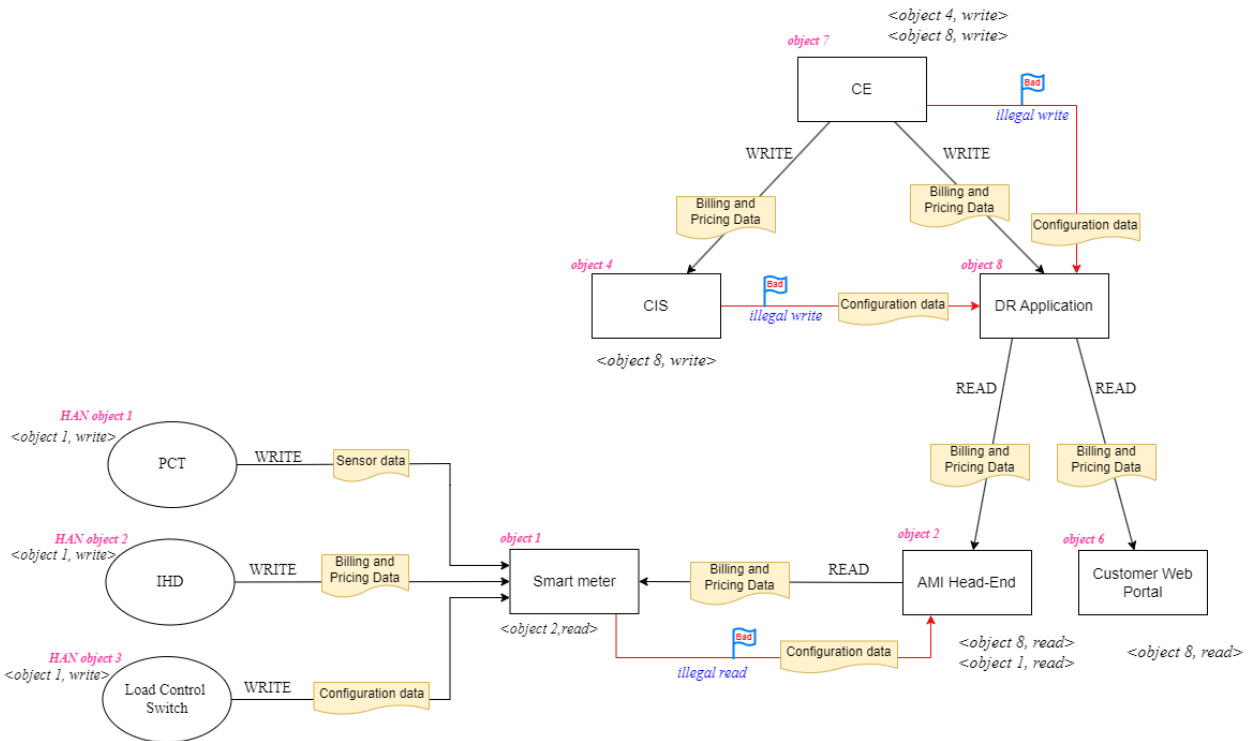 <object 4, write>
<object 8, write>
object 7
CE
Bad
illegal write
WRITE
WRITE
Billing and
Pricing Data
Billing and
Pricing Data
Configuration data
object 4
object 8
CIS
Bad
illegal write
Configuration data
DR Application
<object 8, write>
READ
READ
HAN object 1
<object 1, write>
PCT
WRITE
Sensor data
Billing and
Pricing Data
Billing and
Pricing Data
HAN object 2
<object 1, write>
IHD
WRITE
Billing and
Pricing Data
object 1
Smart meter
<object 2,read>
Billing and
Pricing Data
READ
object 2
AMI Head-End
object 6
Customer Web
Portal
Bad
illegal read
Configuration data
<object 8, read>
<object 1, read>
<object 8, read>
HAN object 3
<object 1, write>
Load Control
Switch
WRITE
Configuration data